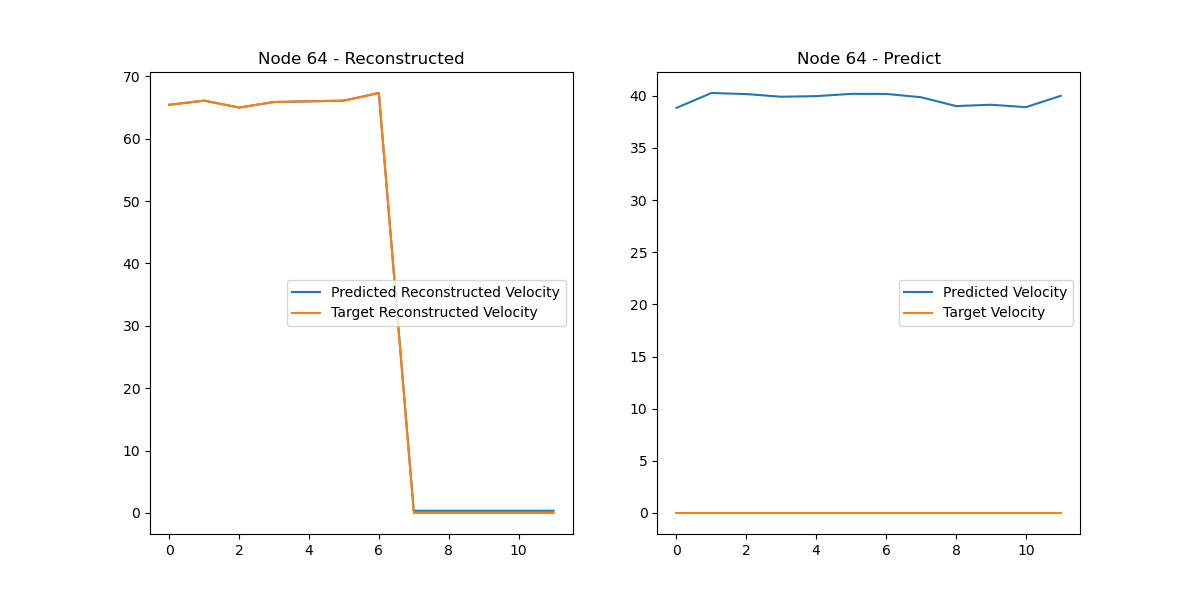 Node 64 - Reconstructed
70
60
50
40
30
20
10
0
Predicted Reconstructed Velocity
Target Reconstructed Velocity
0 2 4 6 8 10
Node 64 - Predict
40
35
30
25
20
15
10
5
0
Predicted Velocity
Target Velocity
0 2 4 6 8 10